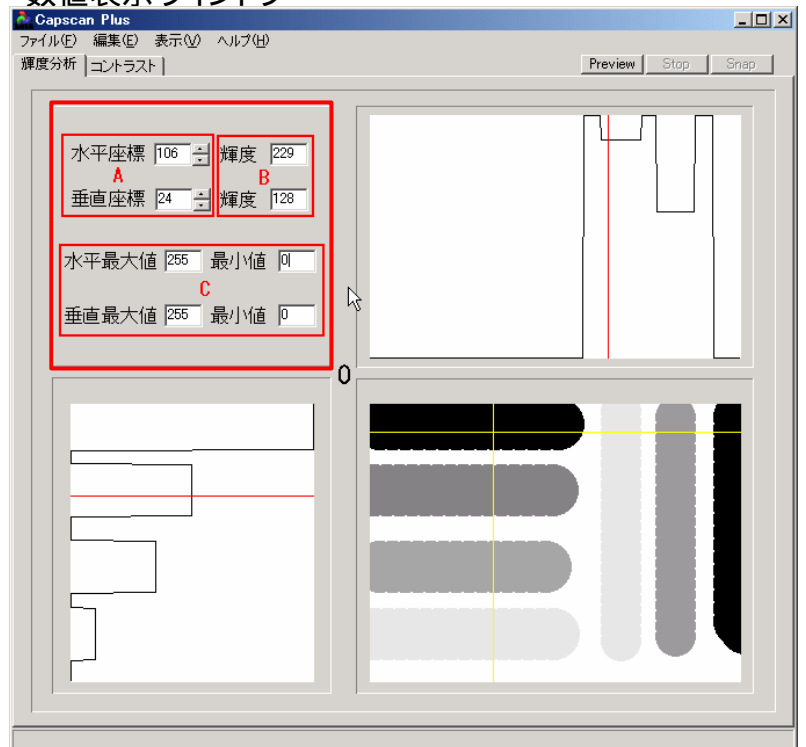 数値表示ウィンドウ
Capscan Plus
ファイル(F) 編集(E) 表示(V) ヘルプ(H)
輝度分析 コントラスト
Preview Stop Snap
水平座標 106 輝度 229
A B
垂直座標 24 輝度 128
水平最大値 255 最小値 0
C
垂直最大値 255 最小値 0
0